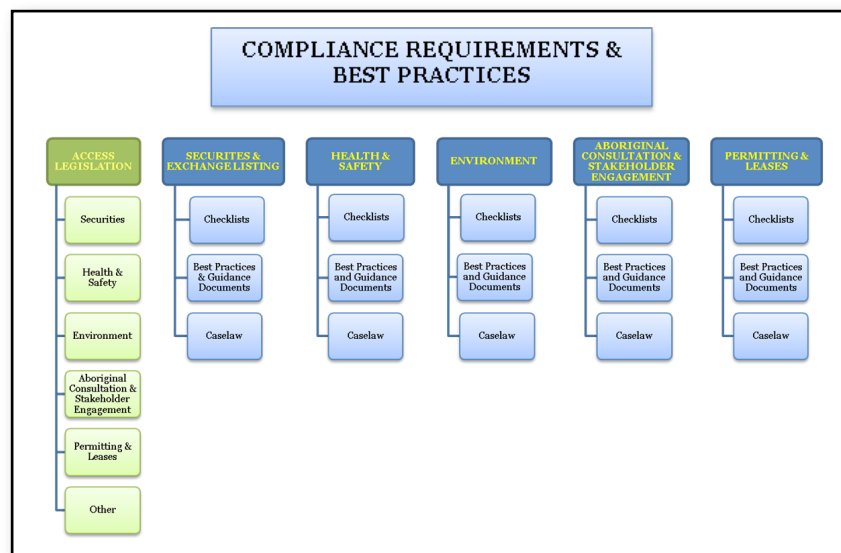 COMPLIANCE REQUIREMENTS &
BEST PRACTICES
ACCESS
LEGISLATION
Securities
Health &
Safety
Environment
Aboriginal
Consultation &
Stakeholder
Engagement
Permitting &
Leases
Other
SECURITES &
EXCHANGE LISTING
Checklists
Best Practices
& Guidance
Documents
Caselaw
HEALTH &
SAFETY
Checklists
Best Practices
and Guidance
Documents
Caselaw
ENVIRONMENT
Checklists
Best Practices
and Guidance
Documents
Caselaw
ABORIGINAL
CONSULTATION &
STAKEHOLDER
ENGAGEMENT
Checklists
Best Practices
and Guidance
Documents
Caselaw
PERMITTING &
LEASES
Checklists
Best Practices
and Guidance
Documents
Caselaw